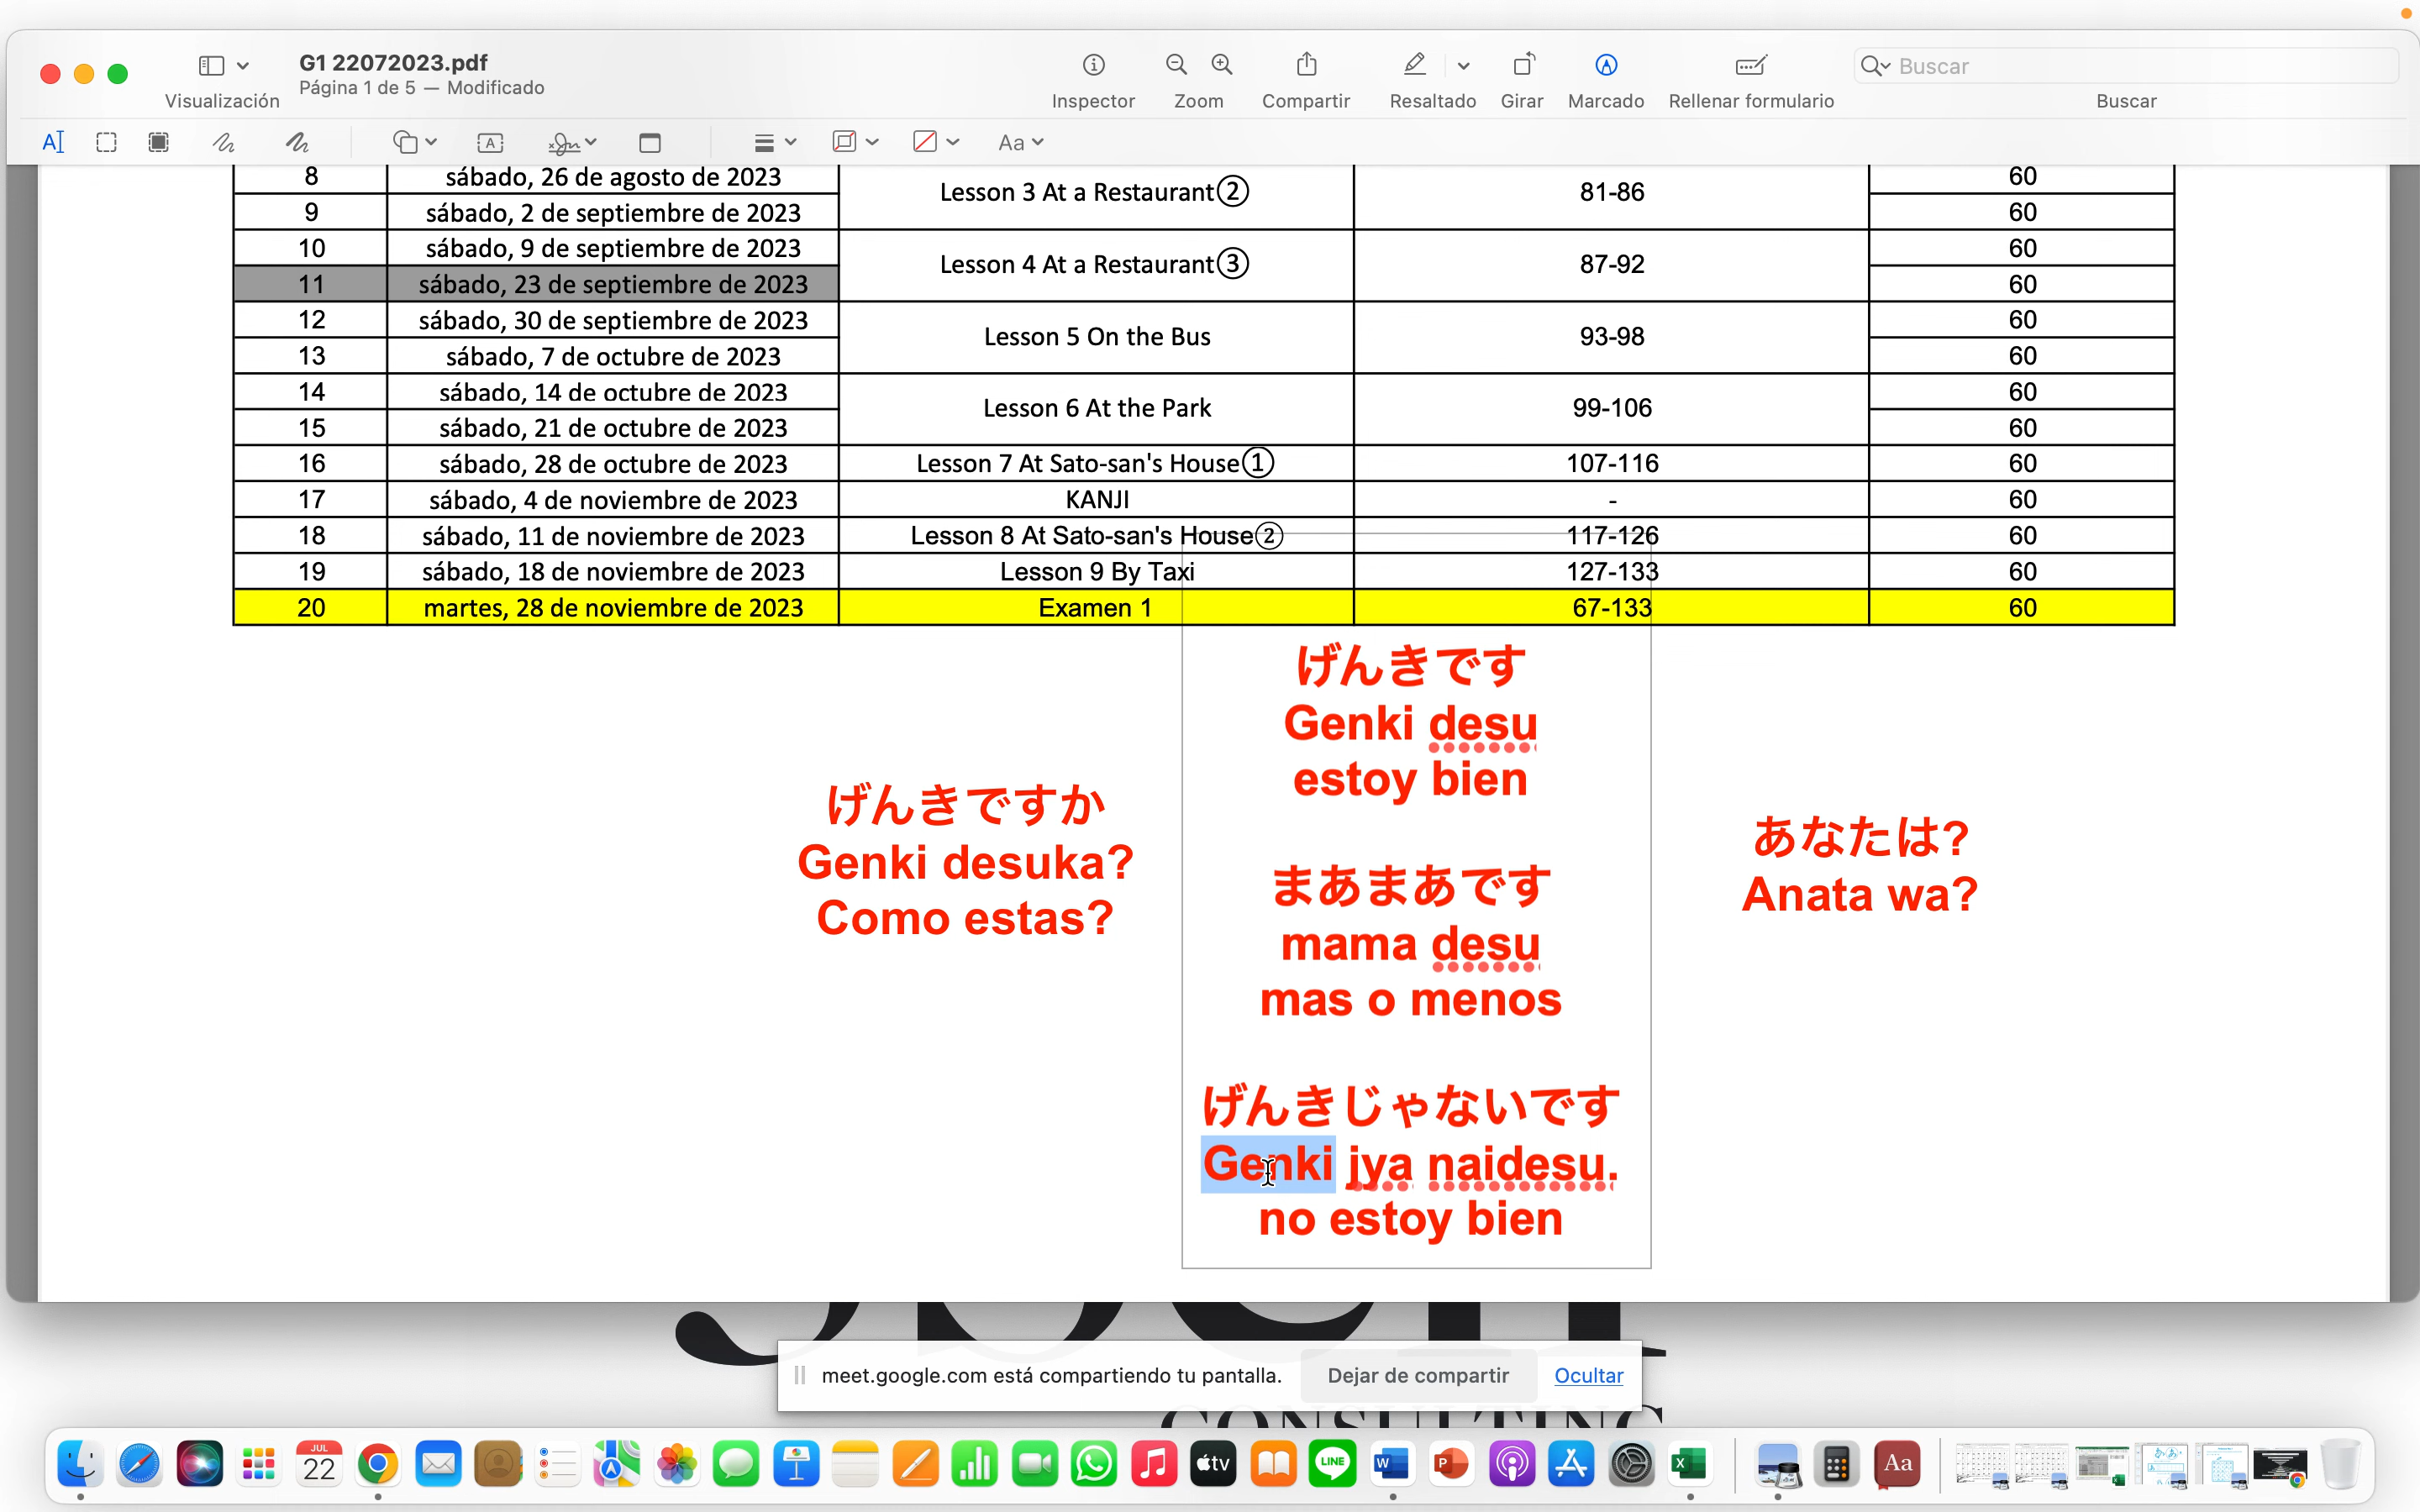 G1 22072023.pdf
Página 1 de 5 — Modificado
Visualización
Inspector
Zoom
Compartir
Resaltado
Girar
Marcado
Rellenar formulario
Buscar
Buscar
8 sábado, 26 de agosto de 2023 Lesson 3 At a Restaurant② 81-86 60
9 sábado, 2 de septiembre de 2023 60
10 sábado, 9 de septiembre de 2023 Lesson 4 At a Restaurant③ 87-92 60
11 sábado, 23 de septiembre de 2023 60
12 sábado, 30 de septiembre de 2023 Lesson 5 On the Bus 93-98 60
13 sábado, 7 de octubre de 2023 60
14 sábado, 14 de octubre de 2023 Lesson 6 At the Park 99-106 60
15 sábado, 21 de octubre de 2023 60
16 sábado, 28 de octubre de 2023 Lesson 7 At Sato-san's House① 107-116 60
17 sábado, 4 de noviembre de 2023 KANJI - 60
18 sábado, 11 de noviembre de 2023 Lesson 8 At Sato-san's House② 117-126 60
19 sábado, 18 de noviembre de 2023 Lesson 9 By Taxi 127-133 60
20 martes, 28 de noviembre de 2023 Examen 1 67-133 60
げんきですか
Genki desuka?
Como estas?
げんきです
Genki desu
estoy bien
まあまあです
mama desu
mas o menos
げんきじゃないです
Genki jya naidesu.
no estoy bien
あなたは?
Anata wa?
meet.google.com está compartiendo tu pantalla.
Dejar de compartir
Ocultar
CONSULTING
JUL
22
tv
LINE
W
P
X
Aa